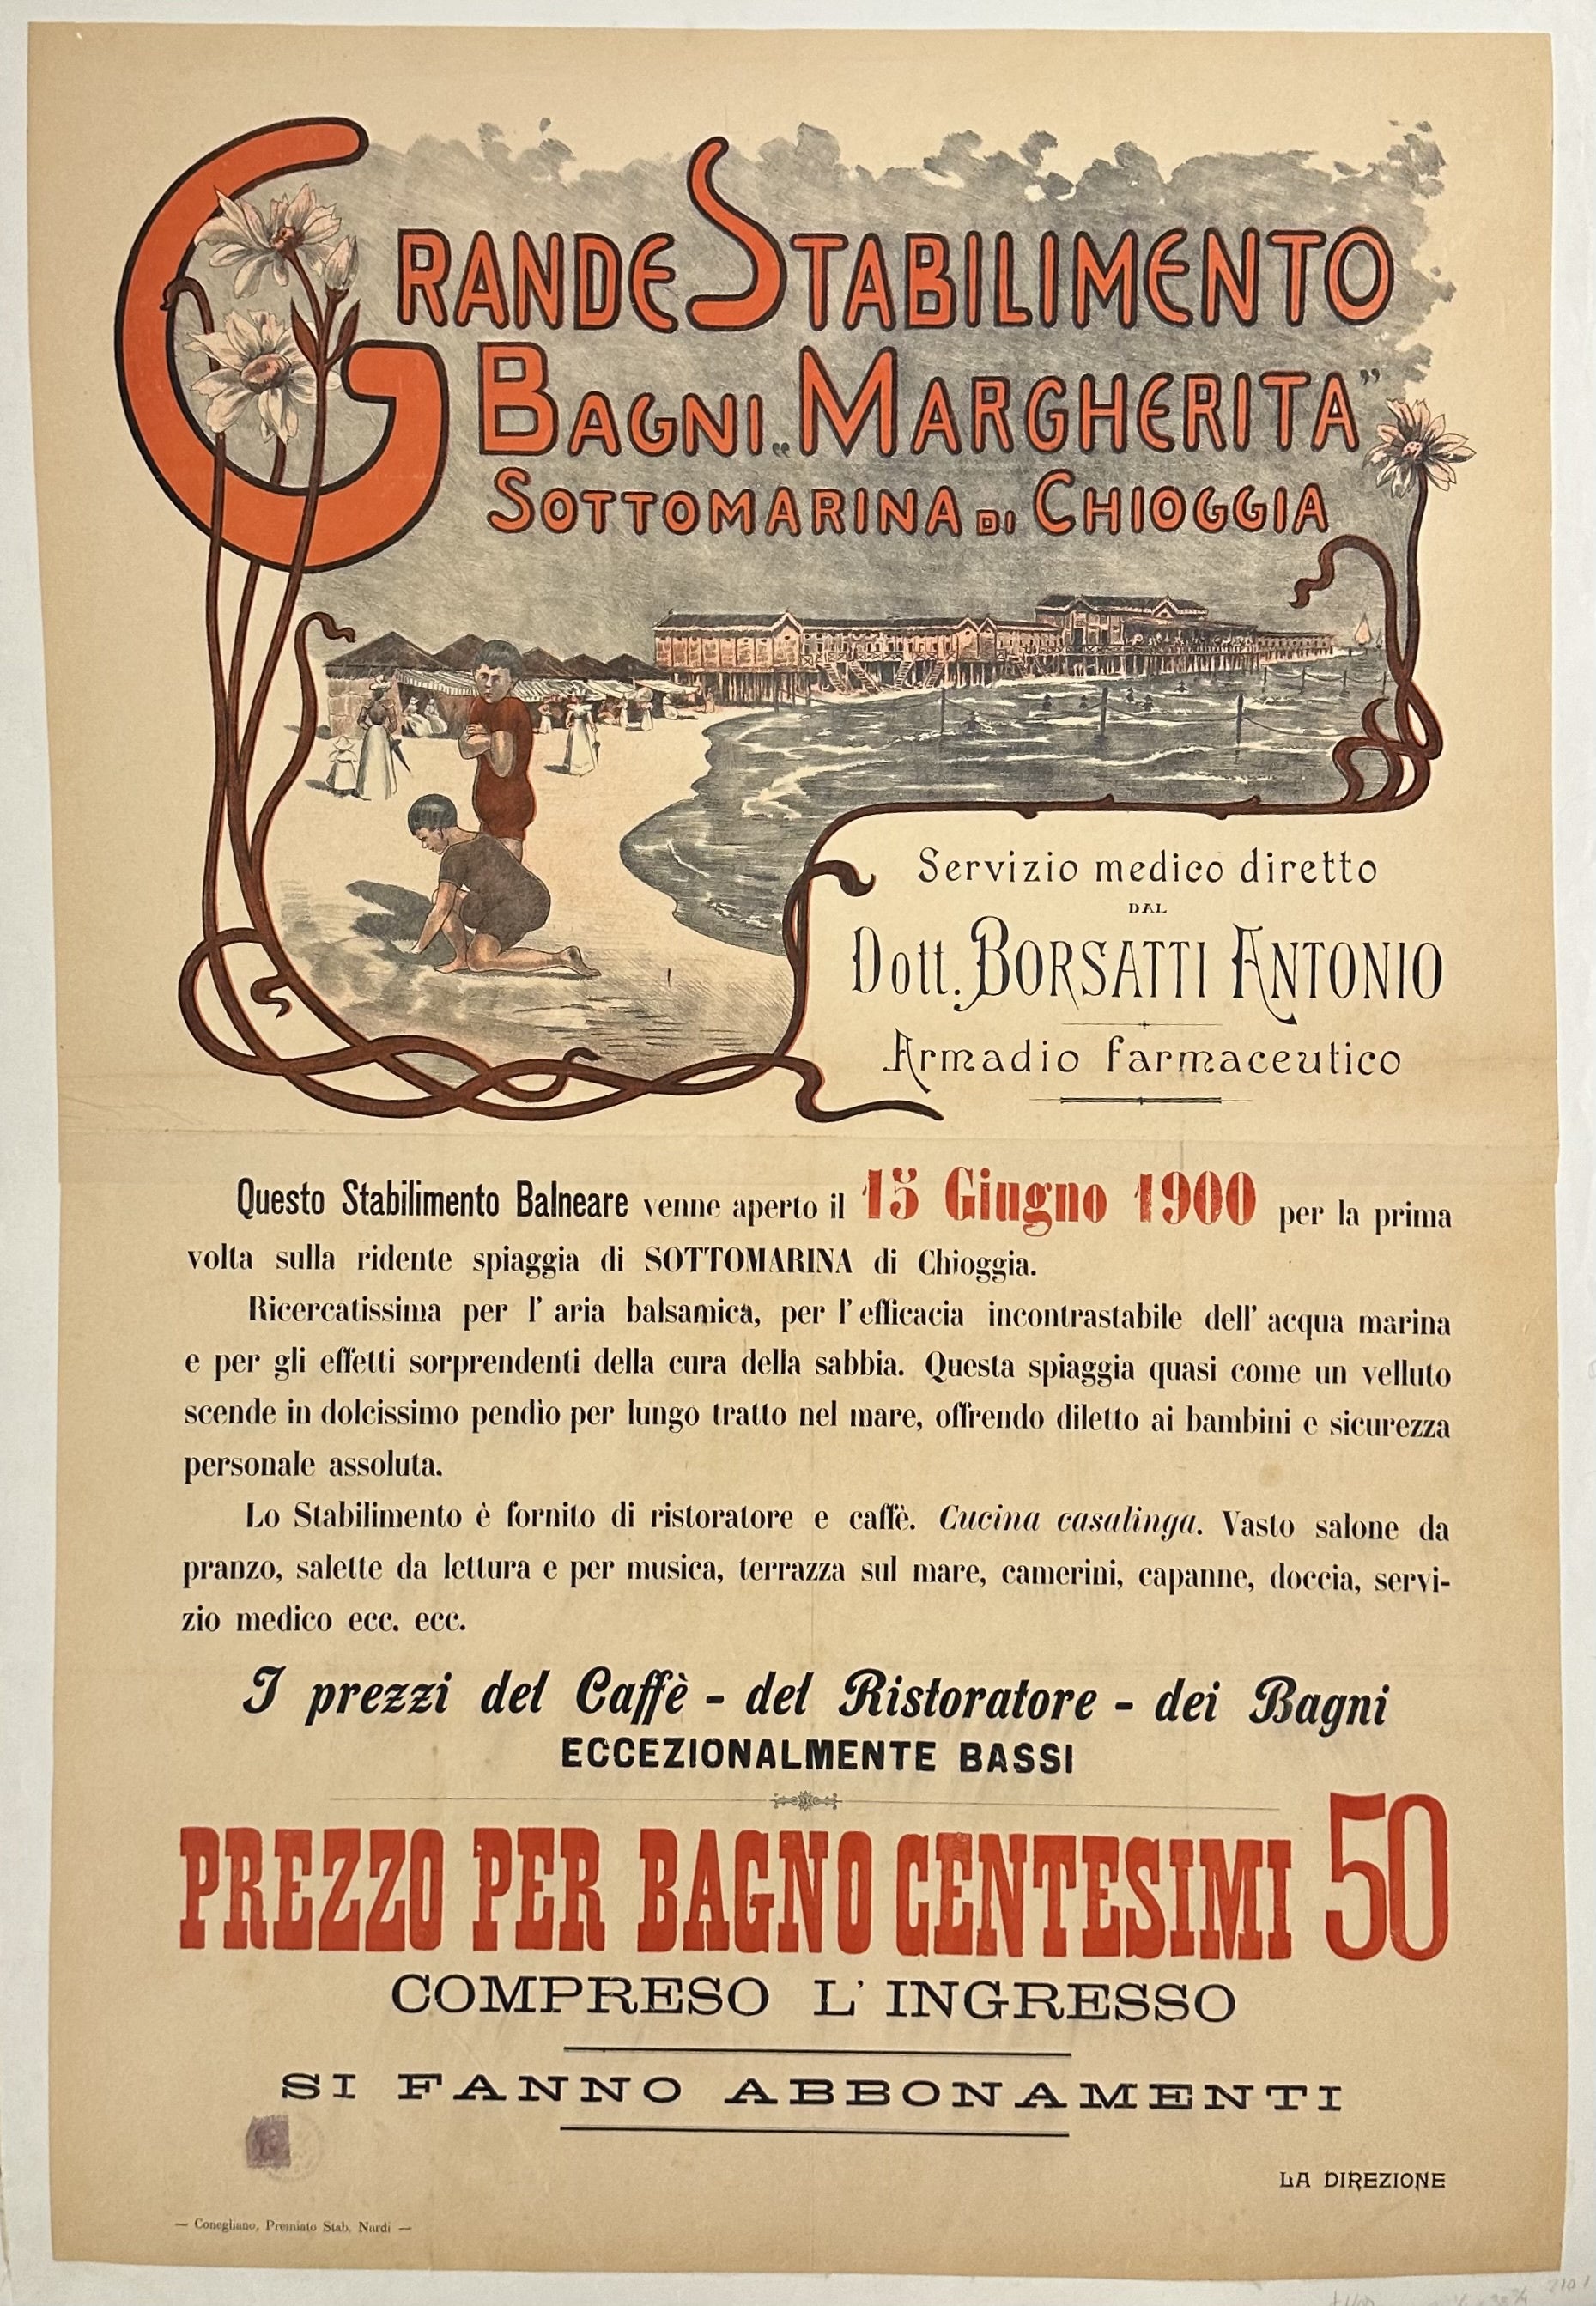 GRANDE STABILIMENTO
BAGNI „MARGHERITA”
SOTTOMARINA DI CHIOGGIA
Servizio medico diretto
DAL
Dott. BORSATTI ANTONIO
Armadio farmaceutico
Questo Stabilimento Balneare venne aperto il 15 Giugno 1900 per la prima
volta sulla ridente spiaggia di SOTTOMARINA di Chioggia.
Ricercatissima per l' aria balsamica, per l' efficacia incontrastabile dell' acqua marina
e per gli effetti sorprendenti della cura della sabbia. Questa spiaggia quasi come un velluto
scende in dolcissimo pendìo per lungo tratto nel mare, offrendo diletto ai bambini e sicurezza
personale assoluta.
Lo Stabilimento è fornito di ristoratore e caffè. Cucina casalinga. Vasto salone da
pranzo, salette da lettura e per musica, terrazza sul mare, camerini, capanne, doccia, servi-
zio medico ecc. ecc.
I prezzi del Caffè - del Ristoratore - dei Bagni
ECCEZIONALMENTE BASSI
PREZZO PER BAGNO CENTESIMI 50
COMPRESO L' INGRESSO
SI FANNO ABBONAMENTI
LA DIREZIONE
— Conegliano, Premiato Stab. Nardi —